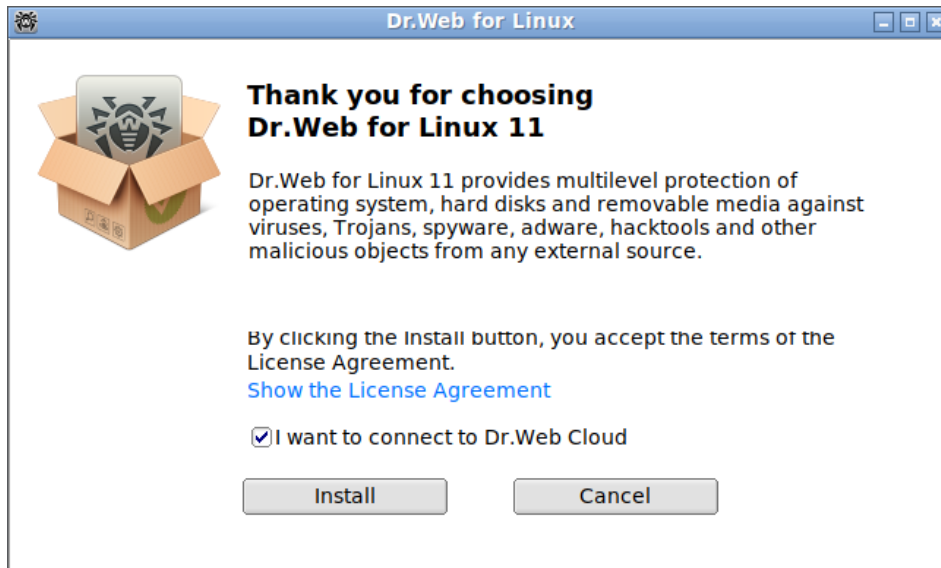 Dr.Web for Linux
Thank you for choosing
Dr.Web for Linux 11
Dr.Web for Linux 11 provides multilevel protection of
operating system, hard disks and removable media against
viruses, Trojans, spyware, adware, hacktools and other
malicious objects from any external source.
By clicking the Install button, you accept the terms of the
License Agreement.
Show the License Agreement
I want to connect to Dr.Web Cloud
Install
Cancel